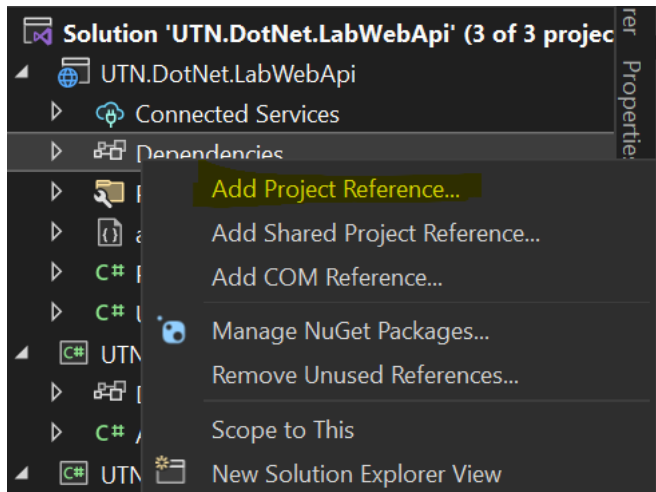 Solution 'UTN.DotNet.LabWebApi' (3 of 3 projec
UTN.DotNet.LabWebApi
Connected Services
Dependencies
Add Project Reference...
Add Shared Project Reference...
C# Add COM Reference...
C#
Manage NuGet Packages...
C# UTN
Remove Unused References...
C# Scope to This
C# UTN New Solution Explorer View
rer
Properties